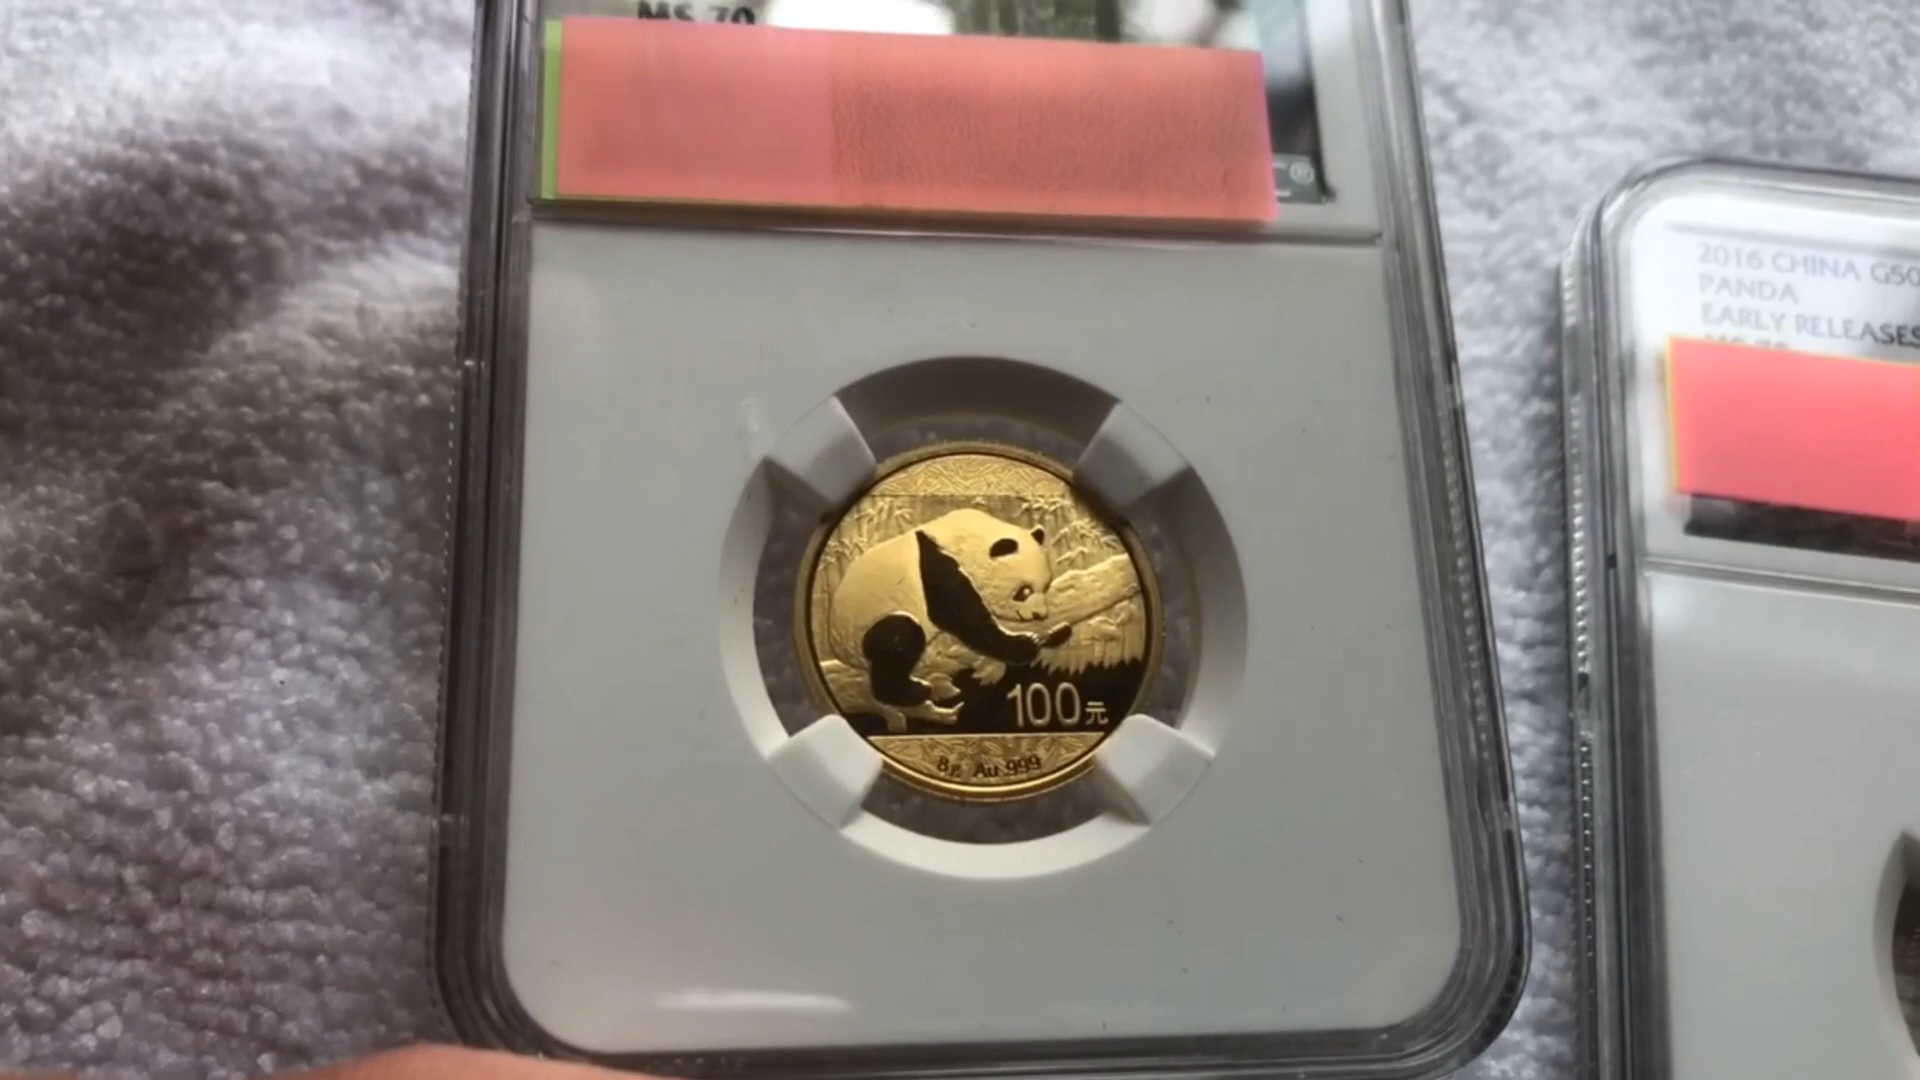 MS 70
100元
8g Au 999
2016 CHINA G50
PANDA
EARLY RELEASES